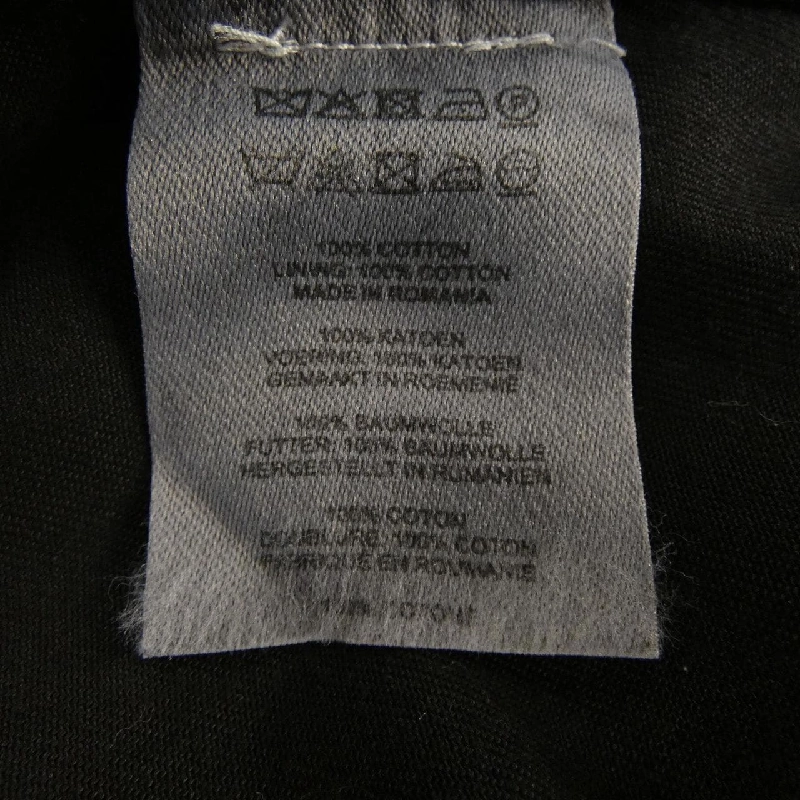 P
100% COTTON
LINING: 100% COTTON
MADE IN ROMANIA
100% KATOEN
VOERING: 100% KATOEN
GEMAAKT IN ROEMENIE
100% BAUMWOLLE
FUTTER: 100% BAUMWOLLE
HERGESTELLT IN RUMANIEN
100% COTON
DOUBLURE: 100% COTON
FABRIQUE EN ROUMANIE